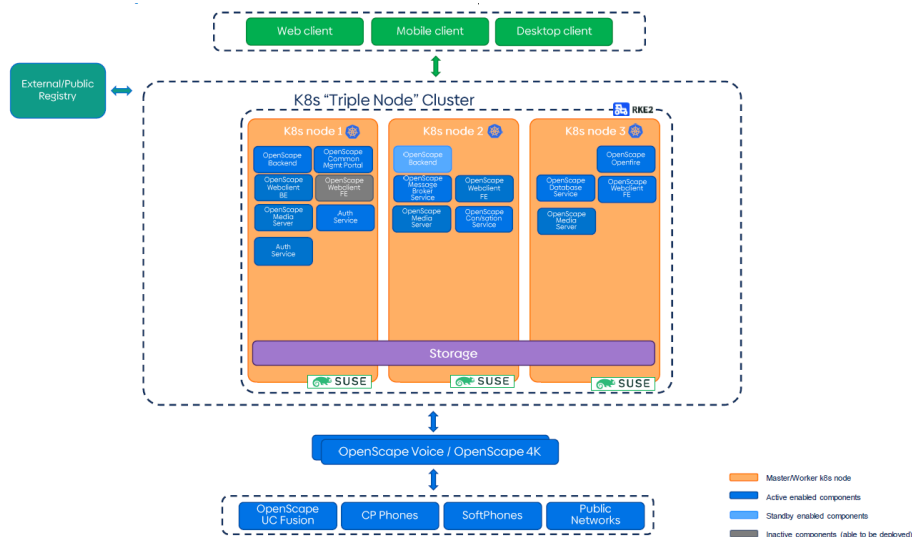 Web client
Mobile client
Desktop client
External/Public
Registry
K8s “Triple Node” Cluster
RKE2
K8s node 1
OpenScape
Backend
OpenScape
Common
Mgmt Portal
OpenScape
Webclient
BE
OpenScape
Webclient
FE
OpenScape
Media
Server
Auth
Service
Auth
Service
K8s node 2
OpenScape
Backend
OpenScape
Message
Broker
Service
OpenScape
Webclient
FE
OpenScape
Media
Server
OpenScape
Service
K8s node 3
OpenScape
Openfire
OpenScape
Database
Service
OpenScape
Webclient
FE
OpenScape
Media
Server
Storage
SUSE
SUSE
SUSE
OpenScape Voice / OpenScape 4K
OpenScape
UC Fusion
CP Phones
SoftPhones
Public
Networks
Master/Worker k8s node
Active enabled components
Standby enabled components
Inactive components (able to be deployed)